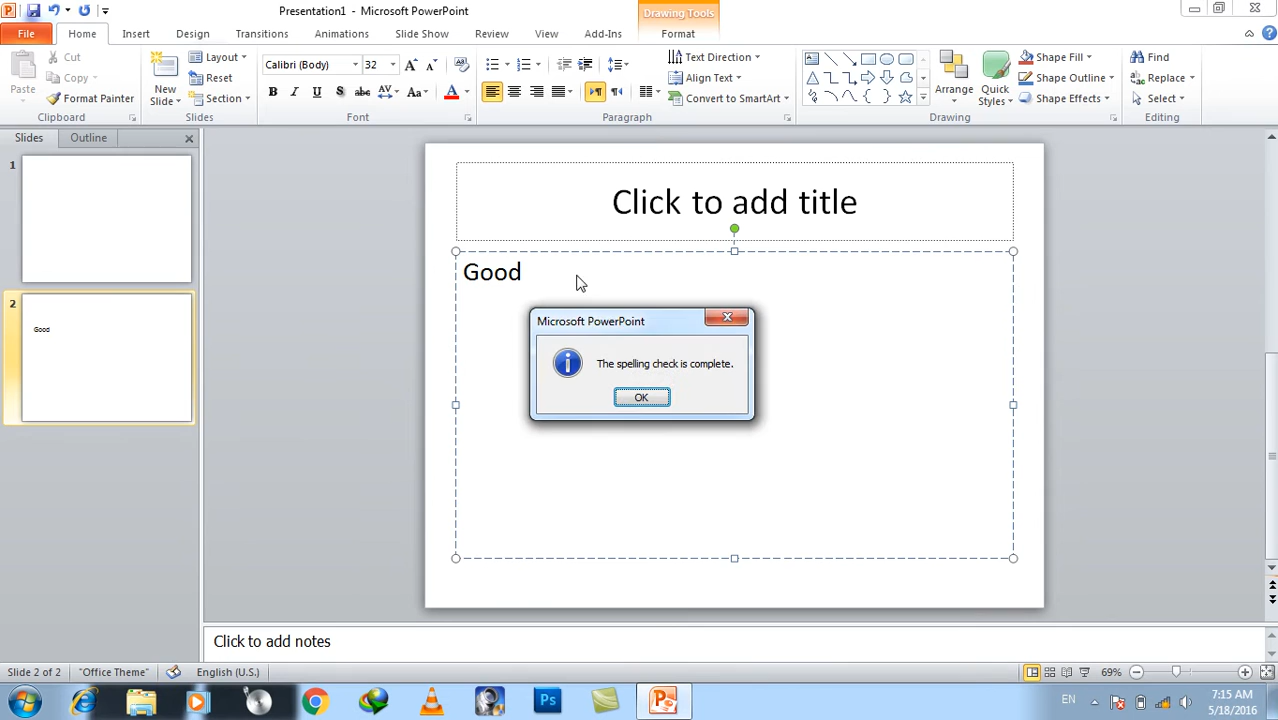 Presentation1 - Microsoft PowerPoint
Drawing Tools
File Home Insert Design Transitions Animations Slide Show Review View Add-Ins Format
Paste
Cut
Copy
Format Painter
Clipboard
New Slide
Layout
Reset
Section
Slides
Calibri (Body) 32
B I U S abc AV Aa A
Font
Text Direction
Align Text
Convert to SmartArt
Paragraph
Arrange
Quick Styles
Shape Fill
Shape Outline
Shape Effects
Drawing
Find
Replace
Select
Editing
Slides Outline
1
2
Good
Click to add title
Good
Microsoft PowerPoint
The spelling check is complete.
OK
Click to add notes
Slide 2 of 2 "Office Theme" English (U.S.) 69%
Ps P EN 7:15 AM
5/18/2016